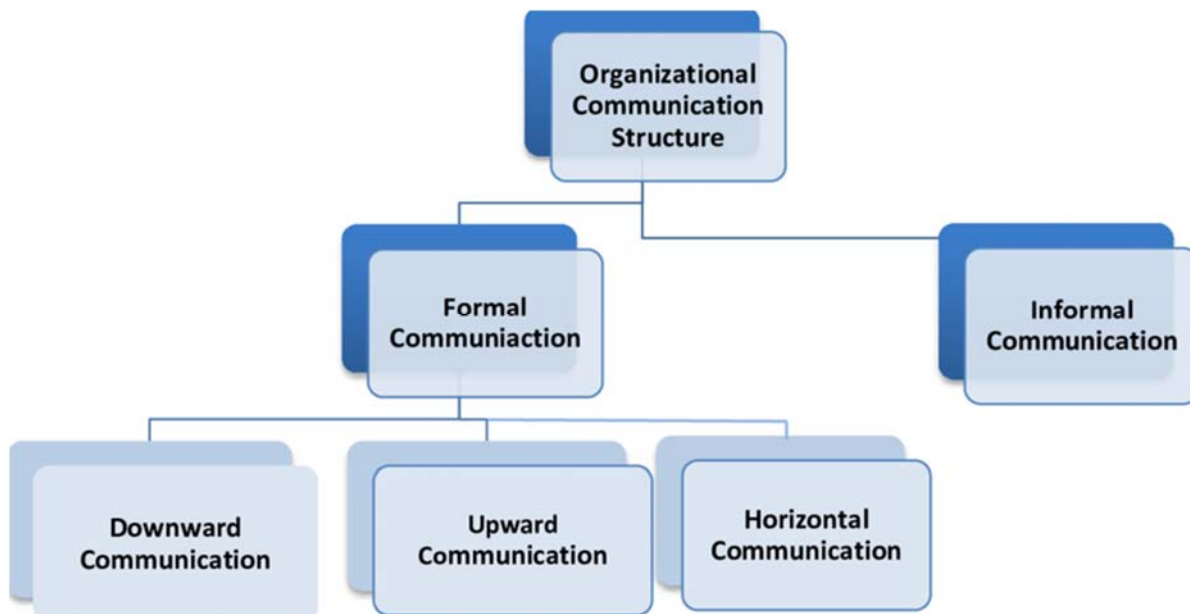 Organizational
Communication
Structure
Formal
Communiaction
Informal
Communication
Downward
Communication
Upward
Communication
Horizontal
Communication